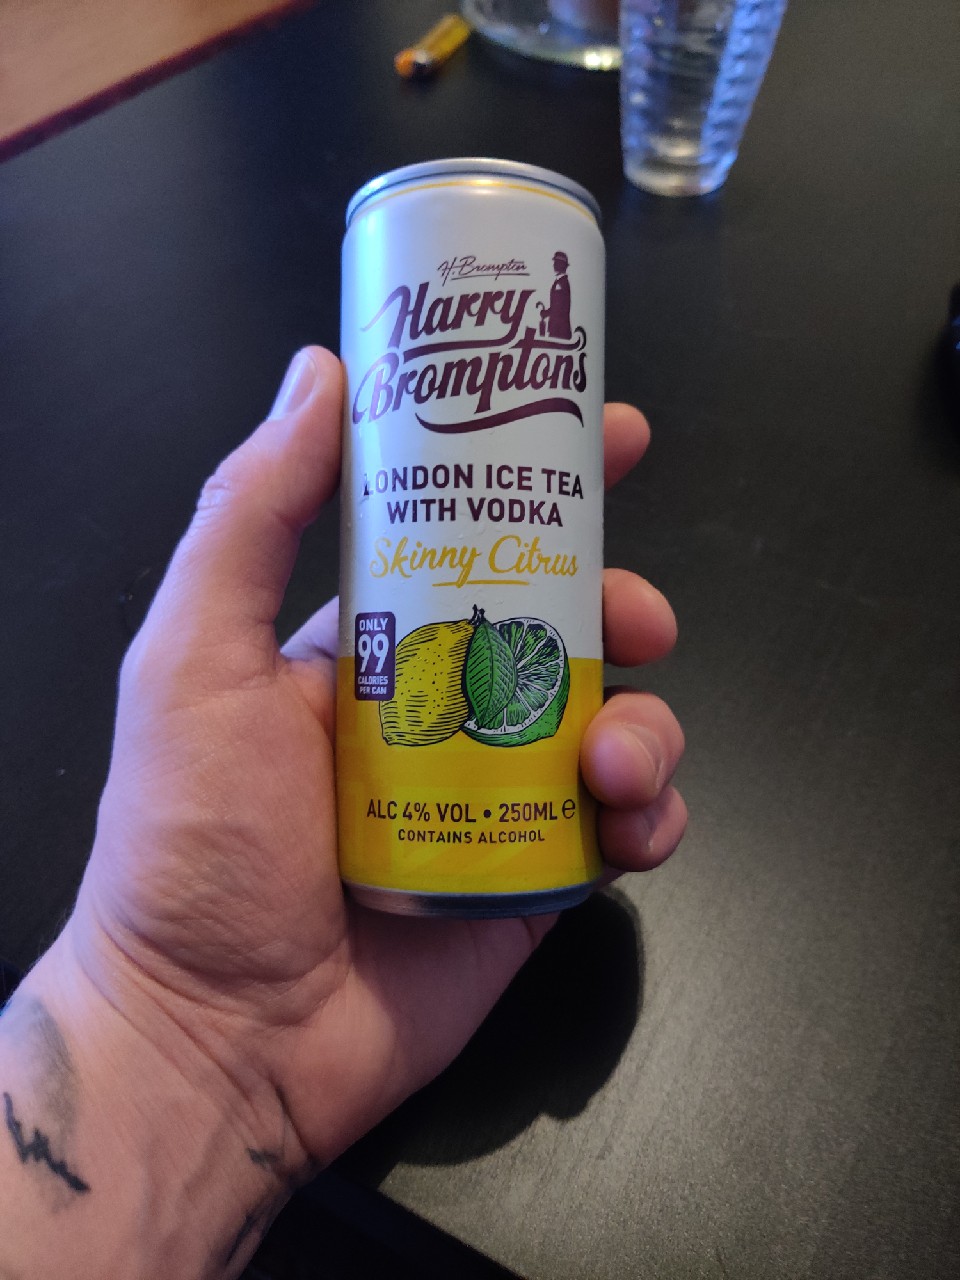 H. Brompton
Harry
Brompton's
LONDON ICE TEA
WITH VODKA
Skinny Citrus
ONLY
99
CALORIES
PER CAN
ALC 4% VOL • 250ML ℮
CONTAINS ALCOHOL